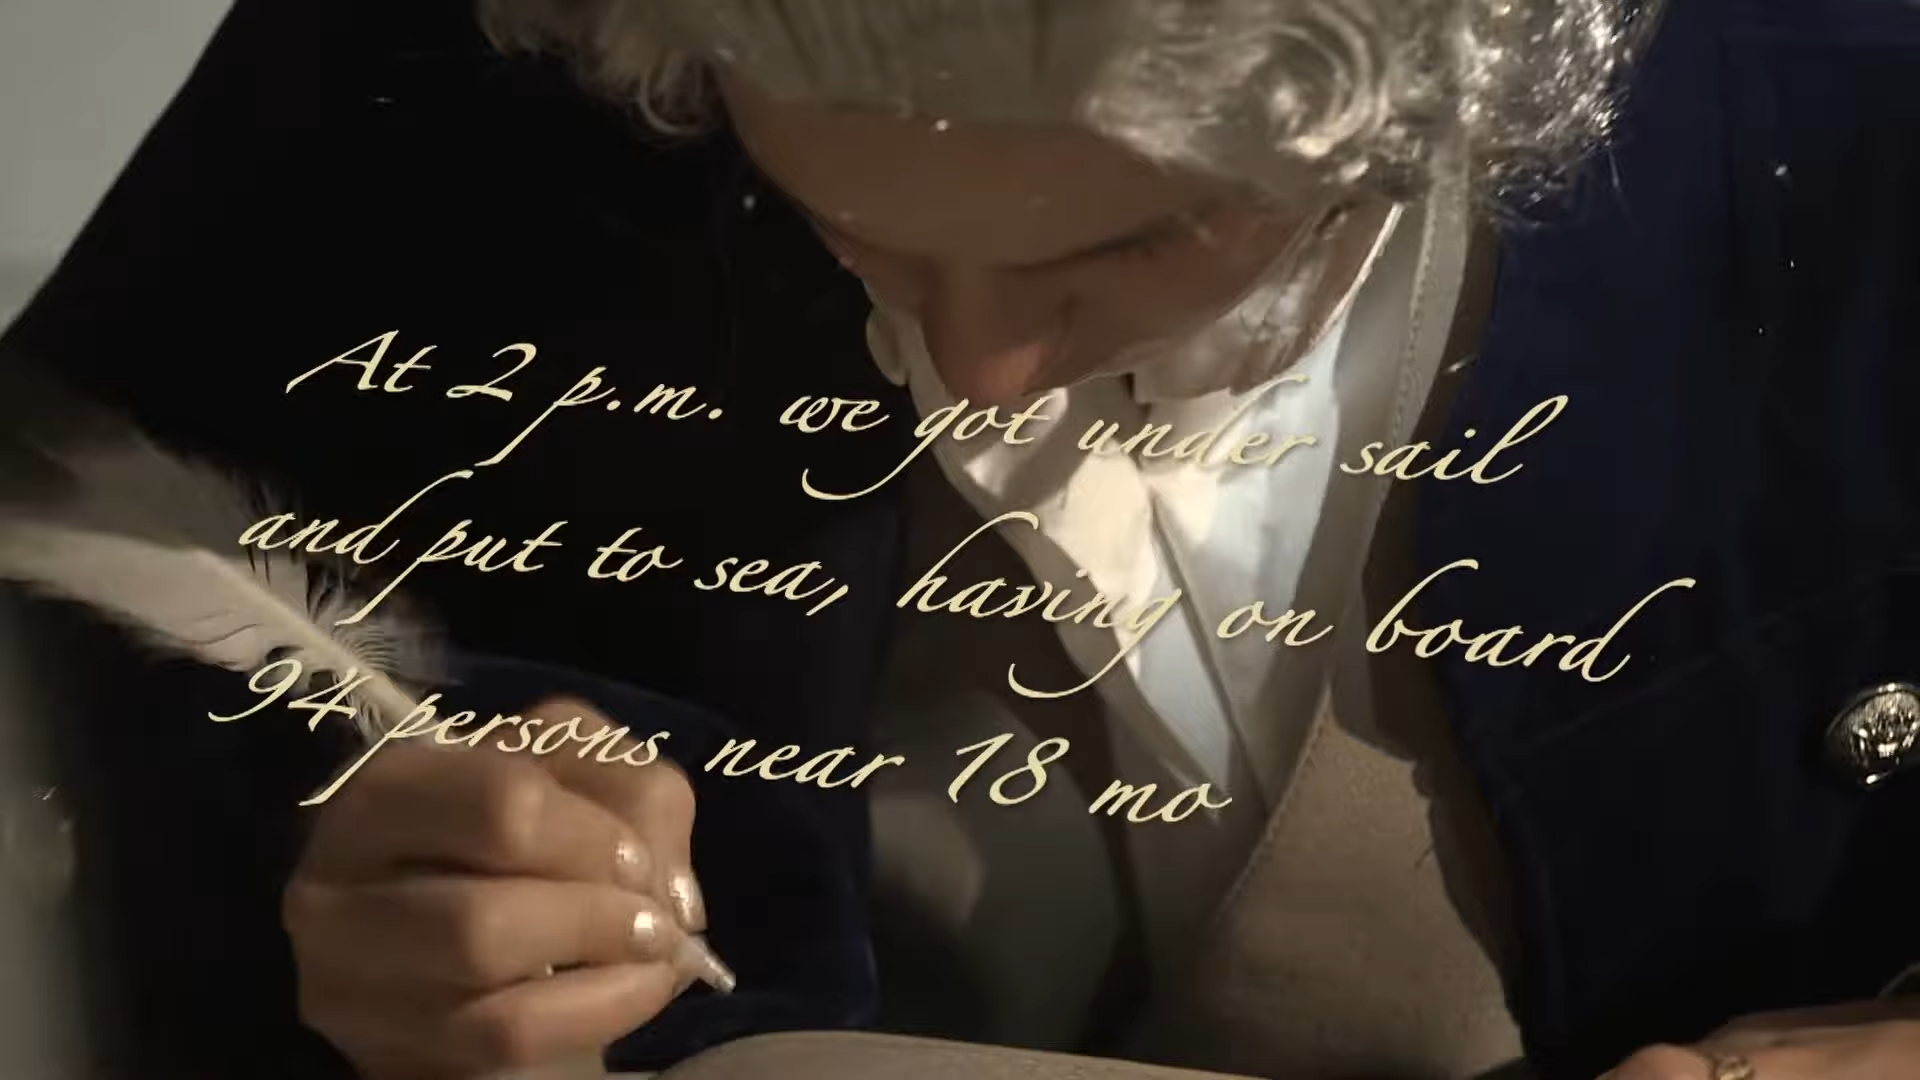 At 2 p.m. we got under sail
and put to sea, having on board
94 persons near 18 mo